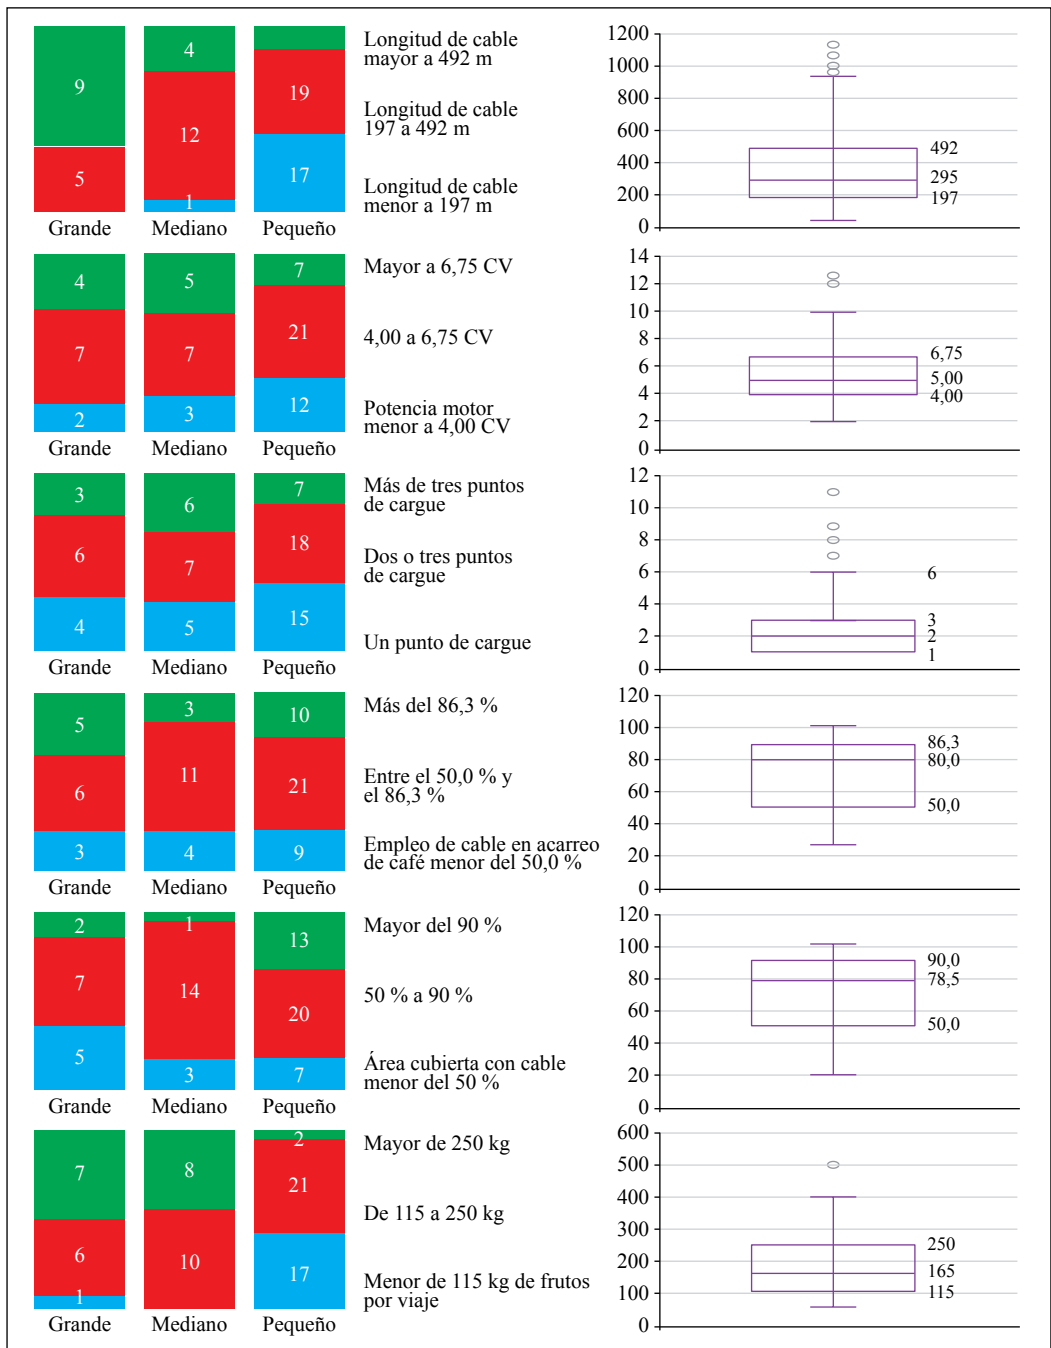 9
4
5
12
1
19
17
Grande
Mediano
Pequeño
Longitud de cable
mayor a 492 m
Longitud de cable
197 a 492 m
Longitud de cable
menor a 197 m
1200
1000
800
600
400
200
0
492
295
197
4
7
2
5
7
3
7
21
12
Grande
Mediano
Pequeño
Mayor a 6,75 CV
4,00 a 6,75 CV
Potencia motor
menor a 4,00 CV
14
12
10
8
6
4
2
0
6,75
5,00
4,00
3
6
4
6
7
5
7
18
15
Grande
Mediano
Pequeño
Más de tres puntos
de cargue
Dos o tres puntos
de cargue
Un punto de cargue
12
10
8
6
4
2
0
6
3
2
1
5
6
3
3
11
4
10
21
9
Grande
Mediano
Pequeño
Más del 86,3 %
Entre el 50,0 % y
el 86,3 %
Empleo de cable en acarreo
de café menor del 50,0 %
120
100
80
60
40
20
0
86,3
80,0
50,0
2
7
5
1
14
3
13
20
7
Grande
Mediano
Pequeño
Mayor del 90 %
50 % a 90 %
Área cubierta con cable
menor del 50 %
120
100
80
60
40
20
0
90,0
78,5
50,0
7
6
1
8
10
2
21
17
Grande
Mediano
Pequeño
Mayor de 250 kg
De 115 a 250 kg
Menor de 115 kg de frutos
por viaje
600
500
400
300
200
100
0
250
165
115